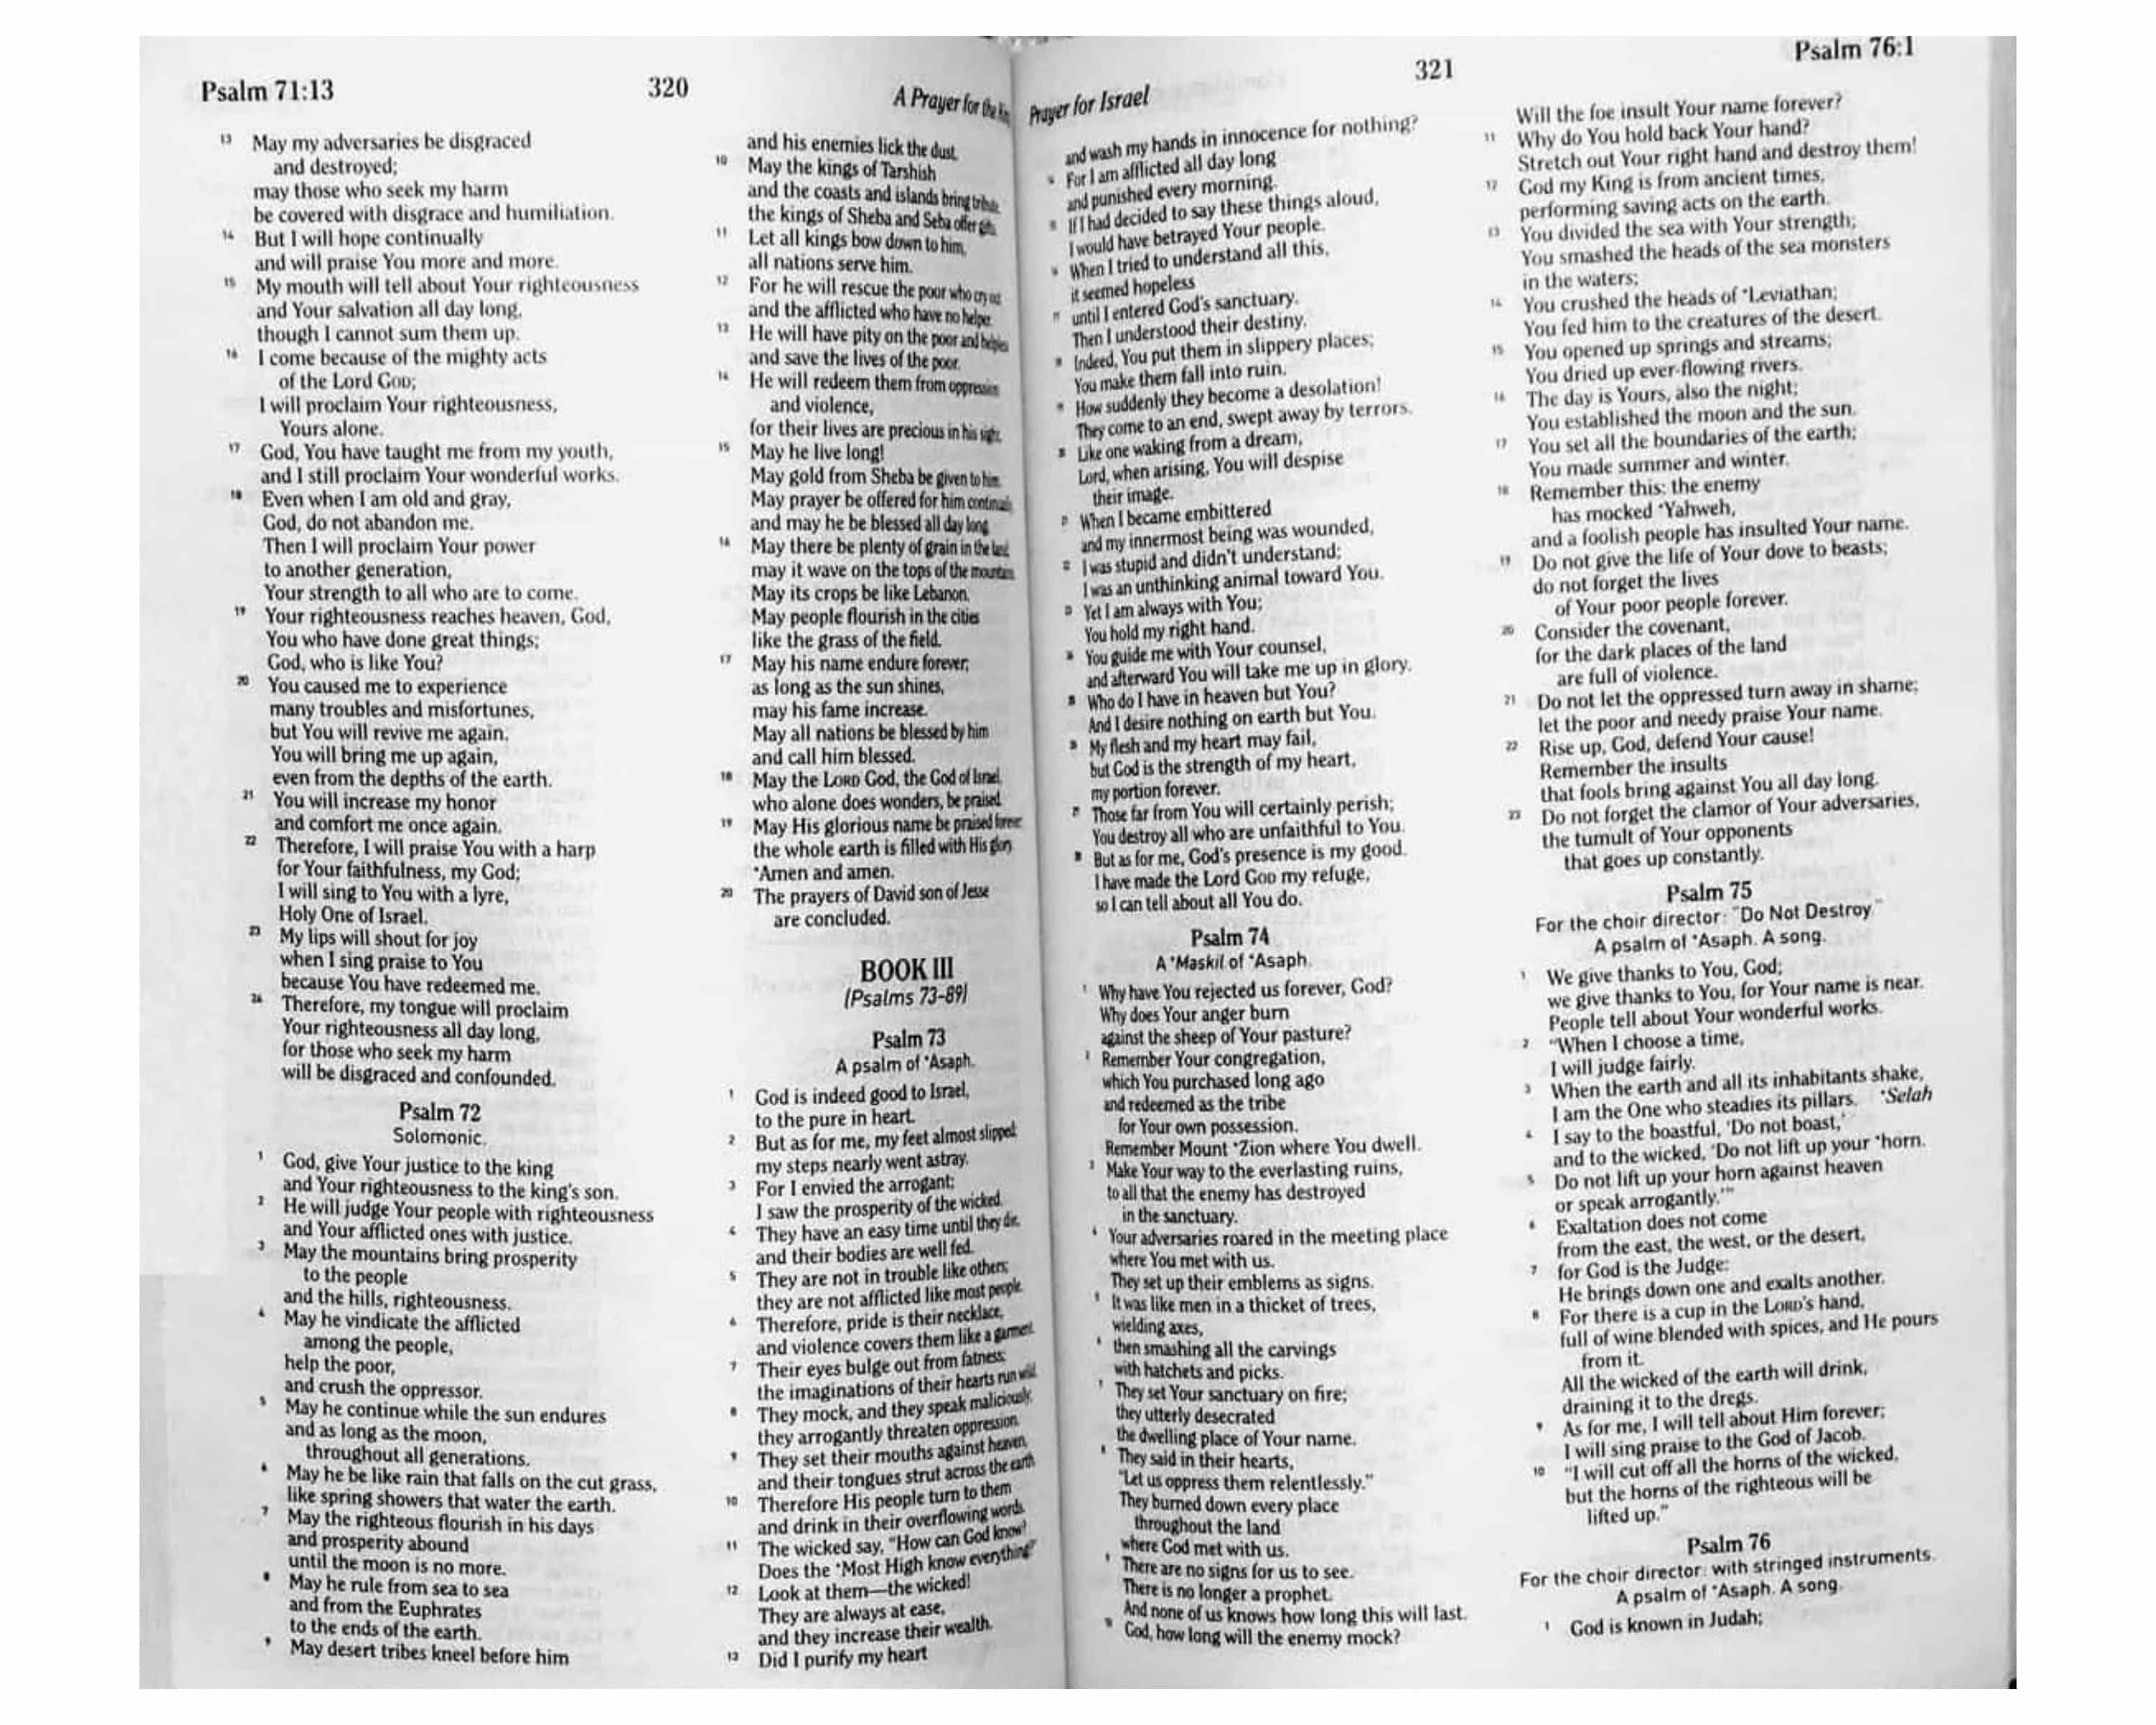 Psalm 71:13
320
A Prayer for the
13 May my adversaries be disgraced
and destroyed;
may those who seek my harm
be covered with disgrace and humiliation.
14 But I will hope continually
and will praise You more and more.
15 My mouth will tell about Your righteousness
and Your salvation all day long,
though I cannot sum them up.
16 I come because of the mighty acts
of the Lord GOD;
I will proclaim Your righteousness,
Yours alone.
17 God, You have taught me from my youth,
and I still proclaim Your wonderful works.
18 Even when I am old and gray,
God, do not abandon me.
Then I will proclaim Your power
to another generation,
Your strength to all who are to come.
19 Your righteousness reaches heaven, God,
You who have done great things;
God, who is like You?
20 You caused me to experience
many troubles and misfortunes,
but You will revive me again.
You will bring me up again,
even from the depths of the earth.
21 You will increase my honor
and comfort me once again.
22 Therefore, I will praise You with a harp
for Your faithfulness, my God;
I will sing to You with a lyre,
Holy One of Israel.
23 My lips will shout for joy
when I sing praise to You
because You have redeemed me.
24 Therefore, my tongue will proclaim
Your righteousness all day long,
for those who seek my harm
will be disgraced and confounded.
Psalm 72
Solomonic.
1 God, give Your justice to the king
and Your righteousness to the king's son.
2 He will judge Your people with righteousness
and Your afflicted ones with justice.
3 May the mountains bring prosperity
to the people
and the hills, righteousness.
4 May he vindicate the afflicted
among the people,
help the poor,
and crush the oppressor.
5 May he continue while the sun endures
and as long as the moon,
throughout all generations.
6 May he be like rain that falls on the cut grass,
like spring showers that water the earth.
7 May the righteous flourish in his days
and prosperity abound
until the moon is no more.
8 May he rule from sea to sea
and from the Euphrates
to the ends of the earth.
9 May desert tribes kneel before him
and his enemies lick the dust.
10 May the kings of Tarshish
and the coasts and islands bring tribute,
the kings of Sheba and Seba offer gifts.
11 Let all kings bow down to him,
all nations serve him.
12 For he will rescue the poor who cry out
and the afflicted who have no helper.
13 He will have pity on the poor and helpless
and save the lives of the poor.
14 He will redeem them from oppression
and violence,
for their lives are precious in his sight.
15 May he live long!
May gold from Sheba be given to him.
May prayer be offered for him continually,
and may he be blessed all day long.
16 May there be plenty of grain in the land;
may it wave on the tops of the mountains.
May its crops be like Lebanon.
May people flourish in the cities
like the grass of the field.
17 May his name endure forever;
as long as the sun shines,
may his fame increase.
May all nations be blessed by him
and call him blessed.
18 May the LORD God, the God of Israel,
who alone does wonders, be praised.
19 May His glorious name be praised forever;
the whole earth is filled with His glory.
*Amen and amen.
20 The prayers of David son of Jesse
are concluded.
BOOK III
(Psalms 73–89)
Psalm 73
A psalm of *Asaph.
1 God is indeed good to Israel,
to the pure in heart.
2 But as for me, my feet almost slipped;
my steps nearly went astray.
3 For I envied the arrogant;
I saw the prosperity of the wicked.
4 They have an easy time until they die,
and their bodies are well fed.
5 They are not in trouble like others;
they are not afflicted like most people.
6 Therefore, pride is their necklace,
and violence covers them like a garment.
7 Their eyes bulge out from fatness;
the imaginations of their hearts run wild.
8 They mock, and they speak maliciously;
they arrogantly threaten oppression.
9 They set their mouths against heaven,
and their tongues strut across the earth.
10 Therefore His people turn to them
and drink in their overflowing words.
11 The wicked say, "How can God know?
Does the *Most High know everything?"
12 Look at them—the wicked!
They are always at ease,
and they increase their wealth.
13 Did I purify my heart
Prayer for Israel
321
Psalm 76:1
and wash my hands in innocence for nothing?
14 For I am afflicted all day long
and punished every morning.
15 If I had decided to say these things aloud,
I would have betrayed Your people.
16 When I tried to understand all this,
it seemed hopeless
17 until I entered God's sanctuary.
Then I understood their destiny.
18 Indeed, You put them in slippery places;
You make them fall into ruin.
19 How suddenly they become a desolation!
They come to an end, swept away by terrors.
20 Like one waking from a dream,
Lord, when arising, You will despise
their image.
21 When I became embittered
and my innermost being was wounded,
22 I was stupid and didn't understand;
I was an unthinking animal toward You.
23 Yet I am always with You;
You hold my right hand.
24 You guide me with Your counsel,
and afterward You will take me up in glory.
25 Who do I have in heaven but You?
And I desire nothing on earth but You.
26 My flesh and my heart may fail,
but God is the strength of my heart,
my portion forever.
27 Those far from You will certainly perish;
You destroy all who are unfaithful to You.
28 But as for me, God's presence is my good.
I have made the Lord GOD my refuge,
so I can tell about all You do.
Psalm 74
A *Maskil of *Asaph.
1 Why have You rejected us forever, God?
Why does Your anger burn
against the sheep of Your pasture?
2 Remember Your congregation,
which You purchased long ago
and redeemed as the tribe
for Your own possession.
Remember Mount *Zion where You dwell.
3 Make Your way to the everlasting ruins,
to all that the enemy has destroyed
in the sanctuary.
4 Your adversaries roared in the meeting place
where You met with us.
They set up their emblems as signs.
5 It was like men in a thicket of trees,
wielding axes,
6 then smashing all the carvings
with hatchets and picks.
7 They set Your sanctuary on fire;
they utterly desecrated
the dwelling place of Your name.
8 They said in their hearts,
"Let us oppress them relentlessly."
They burned down every place
throughout the land
where God met with us.
9 There are no signs for us to see.
There is no longer a prophet.
And none of us knows how long this will last.
10 God, how long will the enemy mock?
Will the foe insult Your name forever?
11 Why do You hold back Your hand?
Stretch out Your right hand and destroy them!
12 God my King is from ancient times,
performing saving acts on the earth.
13 You divided the sea with Your strength;
You smashed the heads of the sea monsters
in the waters;
14 You crushed the heads of *Leviathan;
You fed him to the creatures of the desert.
15 You opened up springs and streams;
You dried up ever-flowing rivers.
16 The day is Yours, also the night;
You established the moon and the sun.
17 You set all the boundaries of the earth;
You made summer and winter.
18 Remember this: the enemy
has mocked *Yahweh,
and a foolish people has insulted Your name.
19 Do not give the life of Your dove to beasts;
do not forget the lives
of Your poor people forever.
20 Consider the covenant,
for the dark places of the land
are full of violence.
21 Do not let the oppressed turn away in shame;
let the poor and needy praise Your name.
22 Rise up, God, defend Your cause!
Remember the insults
that fools bring against You all day long.
23 Do not forget the clamor of Your adversaries,
the tumult of Your opponents
that goes up constantly.
Psalm 75
For the choir director: "Do Not Destroy."
A psalm of *Asaph. A song.
1 We give thanks to You, God;
we give thanks to You, for Your name is near.
People tell about Your wonderful works.
2 "When I choose a time,
I will judge fairly.
3 When the earth and all its inhabitants shake,
I am the One who steadies its pillars. *Selah
4 I say to the boastful, 'Do not boast,'
and to the wicked, 'Do not lift up your *horn.
5 Do not lift up your horn against heaven
or speak arrogantly.'"
6 Exaltation does not come
from the east, the west, or the desert,
7 for God is the Judge:
He brings down one and exalts another.
8 For there is a cup in the LORD's hand,
full of wine blended with spices, and He pours
from it.
All the wicked of the earth will drink,
draining it to the dregs.
9 As for me, I will tell about Him forever;
I will sing praise to the God of Jacob.
10 "I will cut off all the horns of the wicked,
but the horns of the righteous will be
lifted up."
Psalm 76
For the choir director: with stringed instruments.
A psalm of *Asaph. A song.
1 God is known in Judah;